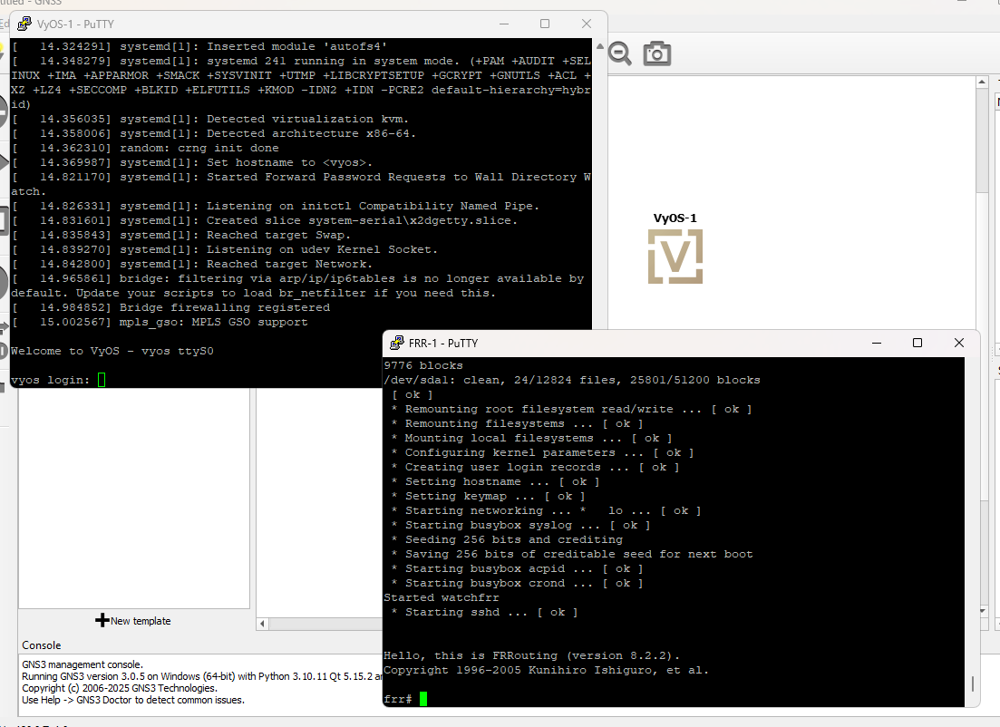 VyOS-1 - PuTTY
[   14.324291] systemd[1]: Inserted module 'autofs4'
[   14.348279] systemd[1]: systemd 241 running in system mode. (+PAM +AUDIT +SEL
INUX +IMA +APPARMOR +SMACK +SYSVINIT +UTMP +LIBCRYPTSETUP +GCRYPT +GNUTLS +ACL +
XZ +LZ4 +SECCOMP +BLKID +ELFUTILS +KMOD -IDN2 +IDN -PCRE2 default-hierarchy=hybr
id)
[   14.356035] systemd[1]: Detected virtualization kvm.
[   14.358006] systemd[1]: Detected architecture x86-64.
[   14.362310] random: crng init done
[   14.369987] systemd[1]: Set hostname to <vyos>.
[   14.821170] systemd[1]: Started Forward Password Requests to Wall Directory W
atch.
[   14.826331] systemd[1]: Listening on initctl Compatibility Named Pipe.
[   14.831601] systemd[1]: Created slice system-serial\x2dgetty.slice.
[   14.835843] systemd[1]: Reached target Swap.
[   14.839270] systemd[1]: Listening on udev Kernel Socket.
[   14.842800] systemd[1]: Reached target Network.
[   14.965861] bridge: filtering via arp/ip/ip6tables is no longer available by
default. Update your scripts to load br_netfilter if you need this.
[   14.984852] Bridge firewalling registered
[   15.002567] mpls_gso: MPLS GSO support
Welcome to VyOS - vyos ttyS0
vyos login:
VyOS-1
FRR-1 - PuTTY
9776 blocks
/dev/sda1: clean, 24/12824 files, 25801/51200 blocks
[ ok ]
* Remounting root filesystem read/write ... [ ok ]
* Remounting filesystems ... [ ok ]
* Mounting local filesystems ... [ ok ]
* Configuring kernel parameters ... [ ok ]
* Creating user login records ... [ ok ]
* Setting hostname ... [ ok ]
* Setting keymap ... [ ok ]
* Starting networking ... *   lo ... [ ok ]
* Starting busybox syslog ... [ ok ]
* Seeding 256 bits and crediting
* Saving 256 bits of creditable seed for next boot
* Starting busybox acpid ... [ ok ]
* Starting busybox crond ... [ ok ]
Started watchfrr
* Starting sshd ... [ ok ]
Hello, this is FRRouting (version 8.2.2).
Copyright 1996-2005 Kunihiro Ishiguro, et al.
frr#
New template
Console
GNS3 management console.
Running GNS3 version 3.0.5 on Windows (64-bit) with Python 3.10.11 Qt 5.15.2
Copyright (c) 2006-2025 GNS3 Technologies.
Use Help -> GNS3 Doctor to detect common issues.